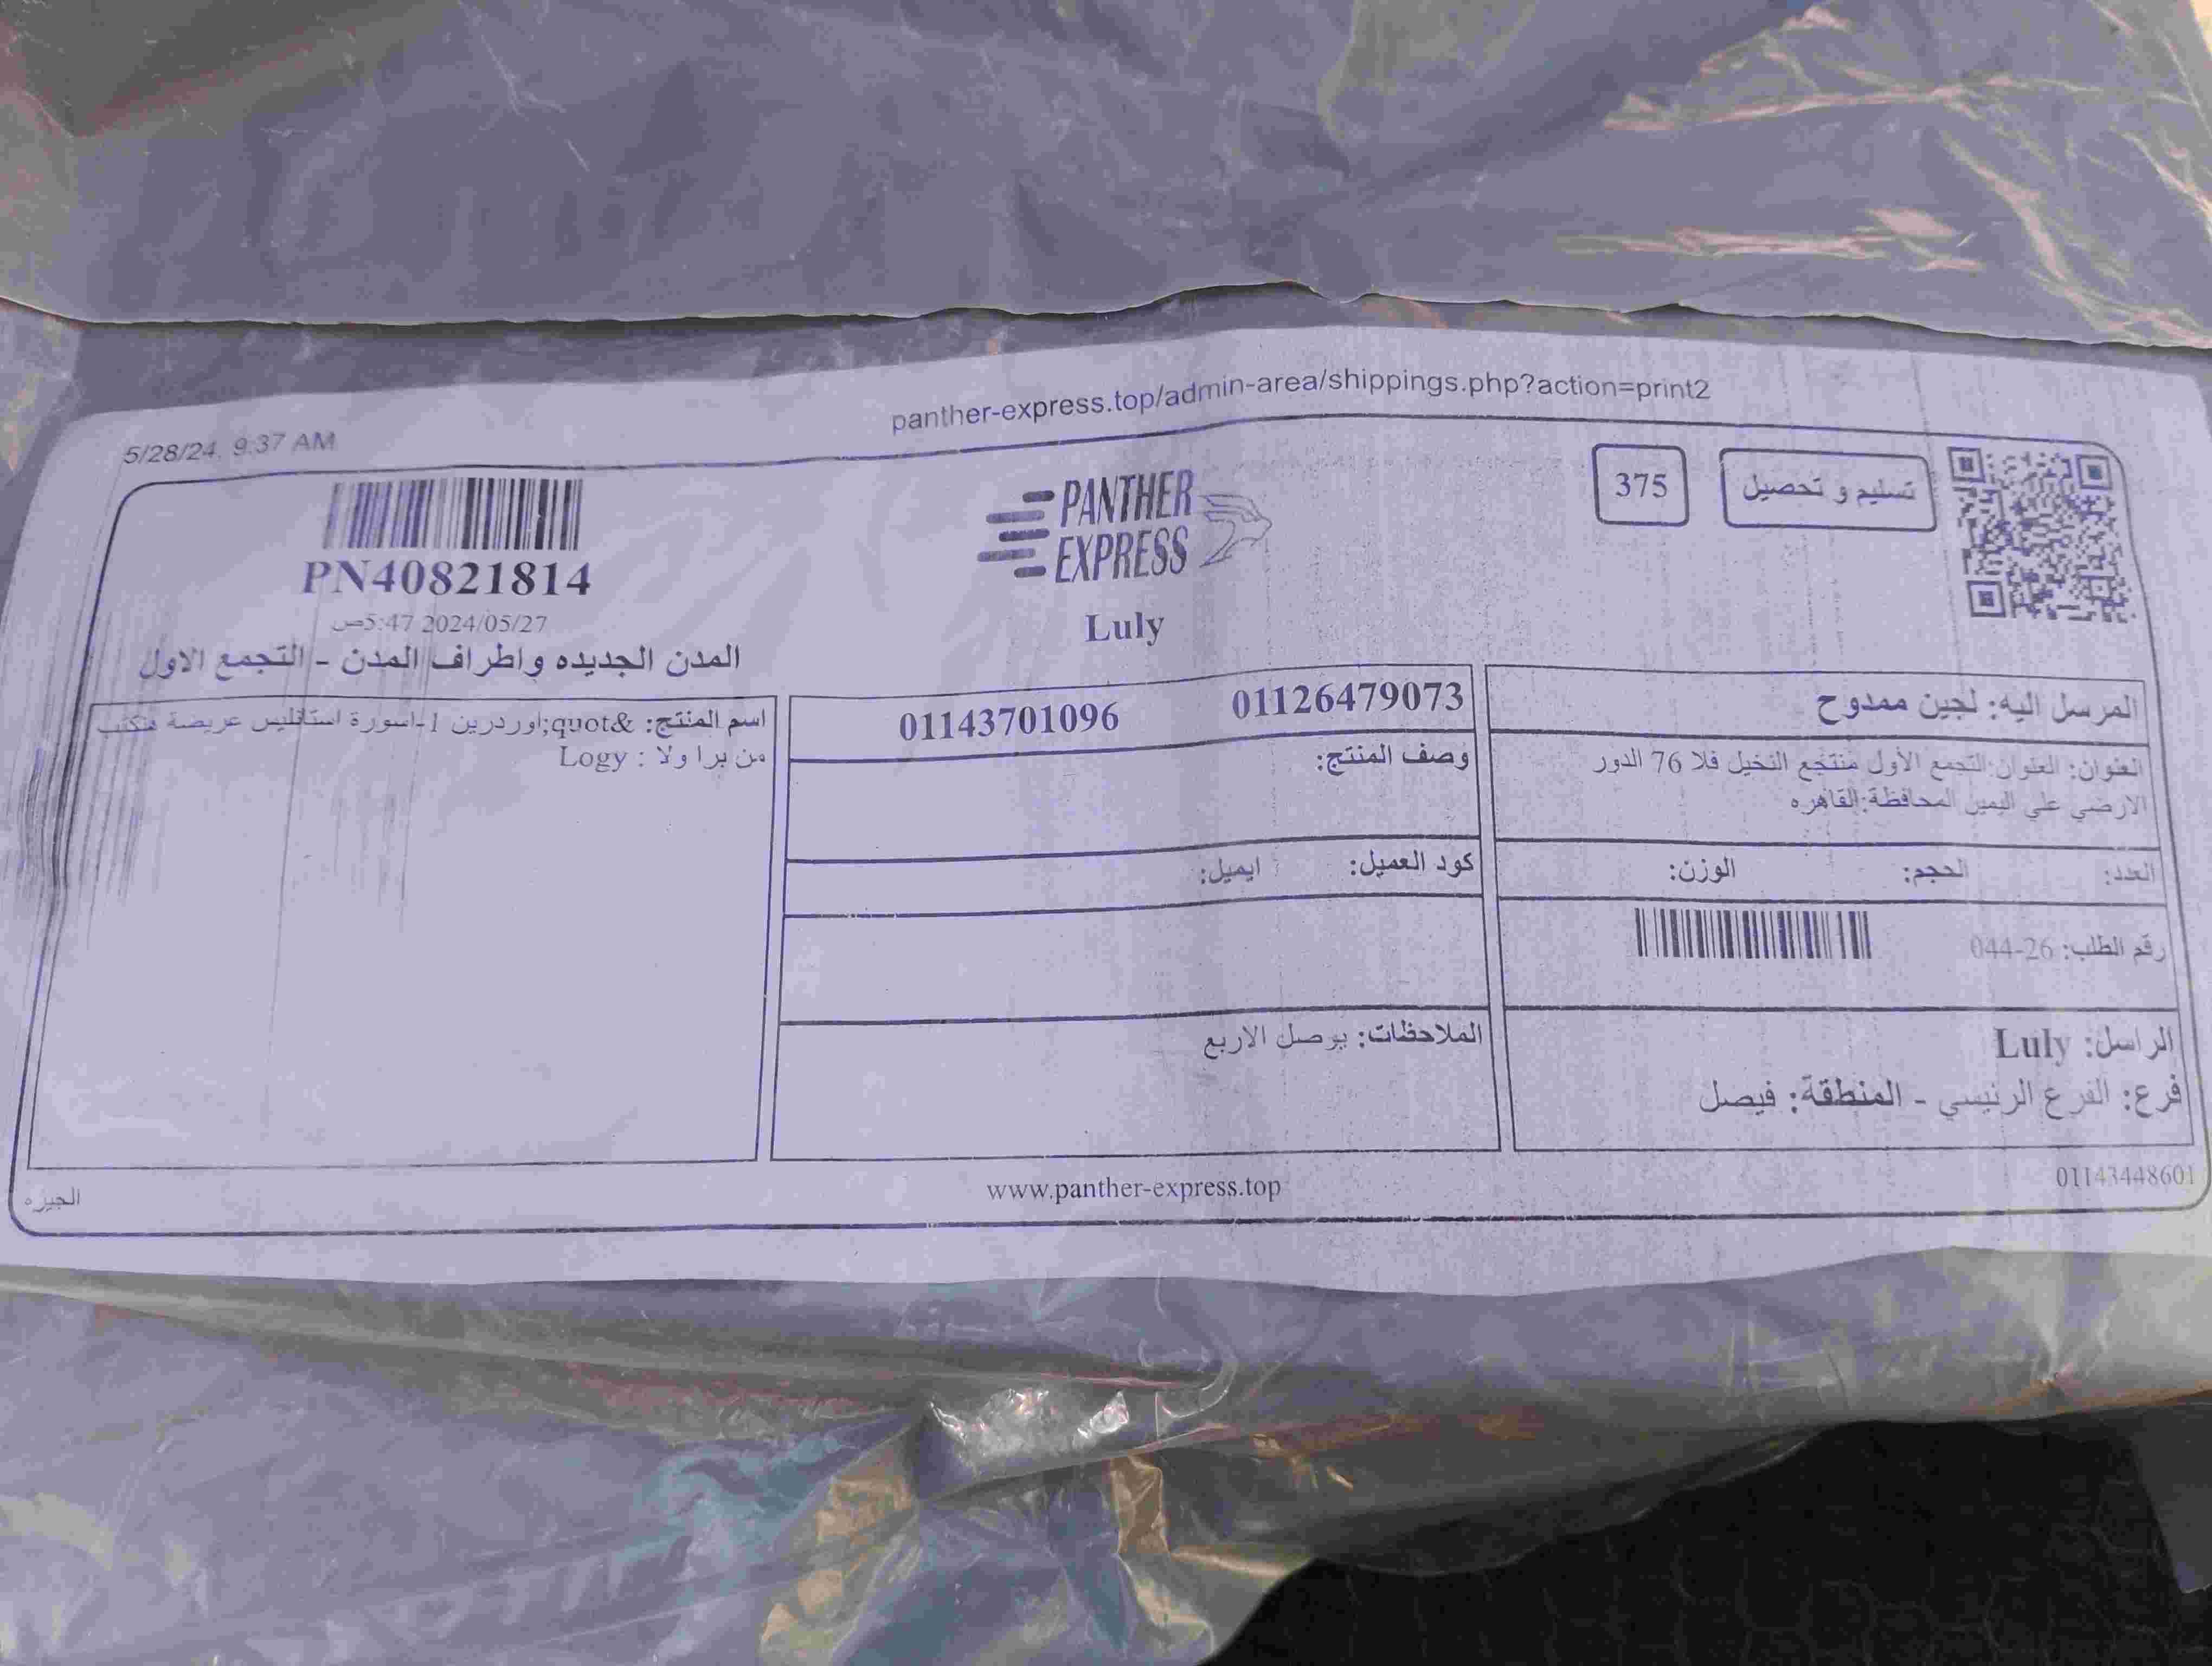 5/28/24, 9:37 AM
panther-express.top/admin-area/shippings.php?action=print2
تسليم و تحصيل
375
PANTHER
EXPRESS
Luly
PN40821814
2024/05/27 5:47ص
المدن الجديده واطراف المدن - التجمع الاول
المرسل اليه: لجين ممدوح
العنوان: العنوان:التجمع الأول منتجع النخيل فلا 76 الدور
الارضي علي اليمين المحافظة:القاهره
العدد: الحجم: الوزن:
رقم الطلب: 26-044
الراسل: Luly
فرع: الفرع الرئيسي - المنطقة: فيصل
01126479073 01143701096
وصف المنتج:
كود العميل: ايميل:
الملاحظات: يوصل الاربع
اسم المنتج: &quot;اوردرين 1-اسورة استانليس عريضة هنكتب
من برا ولا : Logy
01143448601
www.panther-express.top
الجيزه